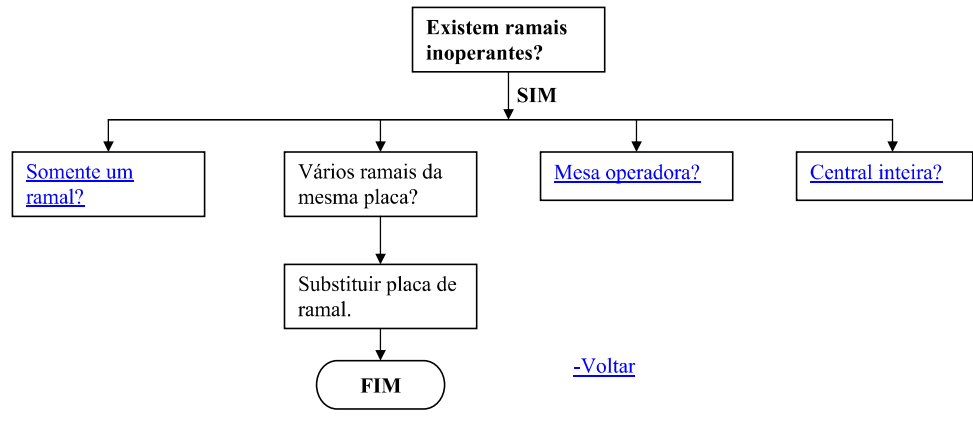 Existem ramais
inoperantes?
SIM
Somente um
ramal?
Vários ramais da
mesma placa?
Mesa operadora?
Central inteira?
Substituir placa de
ramal.
FIM
-Voltar